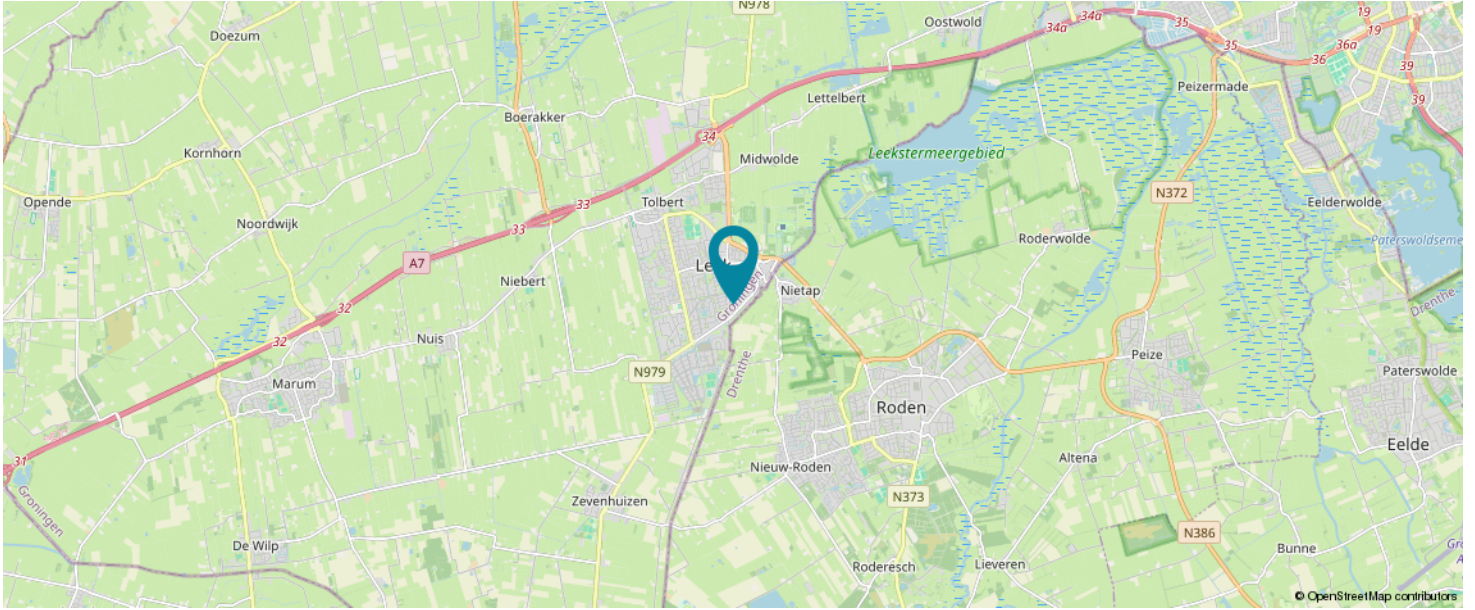 N978
Doezum
Oostwold
34a
34a
35
35
19
36a
19
36
39
39
Peizermade
Lettelbert
Boerakker
34
Kornhorn
Midwolde
Leekstermeergebied
Opende
Tolbert
33
33
N372
Eelderwolde
Noordwijk
Roderwolde
A7
Niebert
Groningen
Nietap
32
32
Drenthe
Nuis
Peize
N979
Drenthe
Marum
Paterswolde
Roden
Eelde
31
Nieuw-Roden
Altena
Groningen
Zevenhuizen
N373
N386
De Wilp
Bunne
Roderesch
Lieveren
© OpenStreetMap contributors